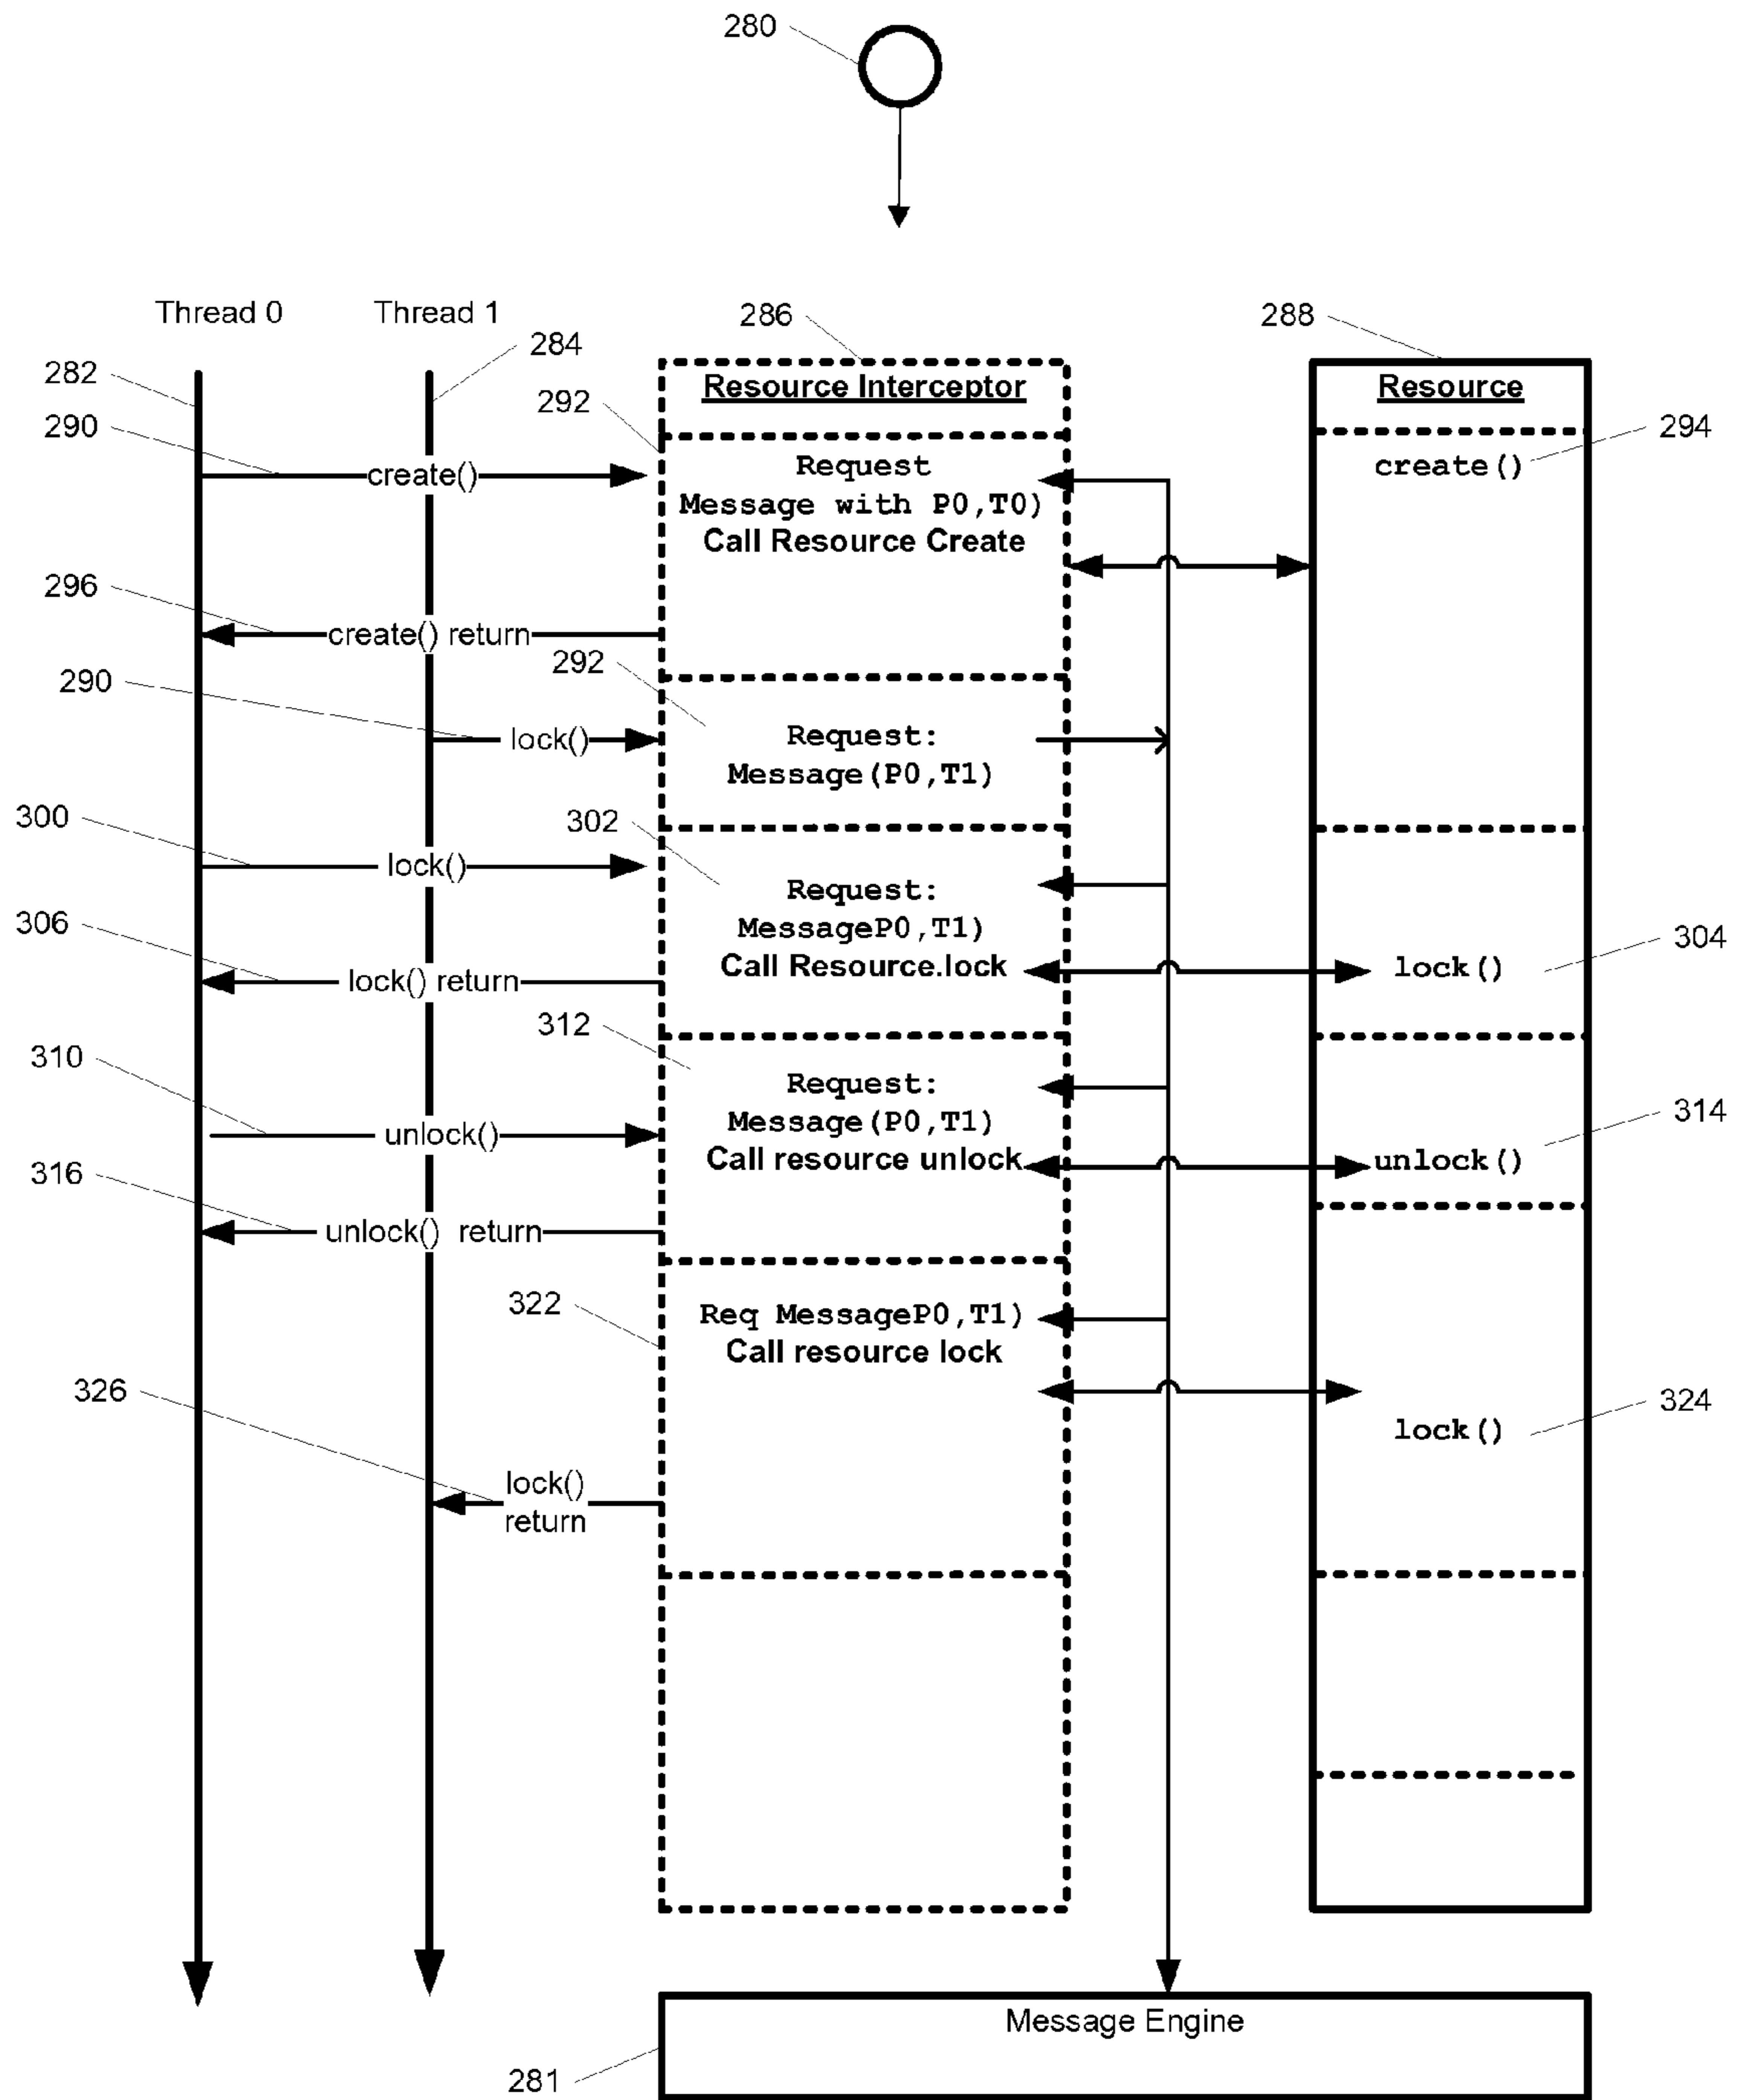 280
Thread 0
Thread 1
284
286
288
282
290
292
Resource Interceptor
Resource
294
create()
Request
Message with P0,T0)
Call Resource Create
create()
296
create() return
290
292
lock()
Request:
Message(P0,T1)
300
302
lock()
Request:
MessageP0,T1)
Call Resource.lock
304
lock()
306
lock() return
310
312
unlock()
Request:
Message(P0,T1)
Call resource unlock
314
unlock()
316
unlock() return
322
Req MessageP0,T1)
Call resource lock
324
lock()
326
lock()
return
Message Engine
281